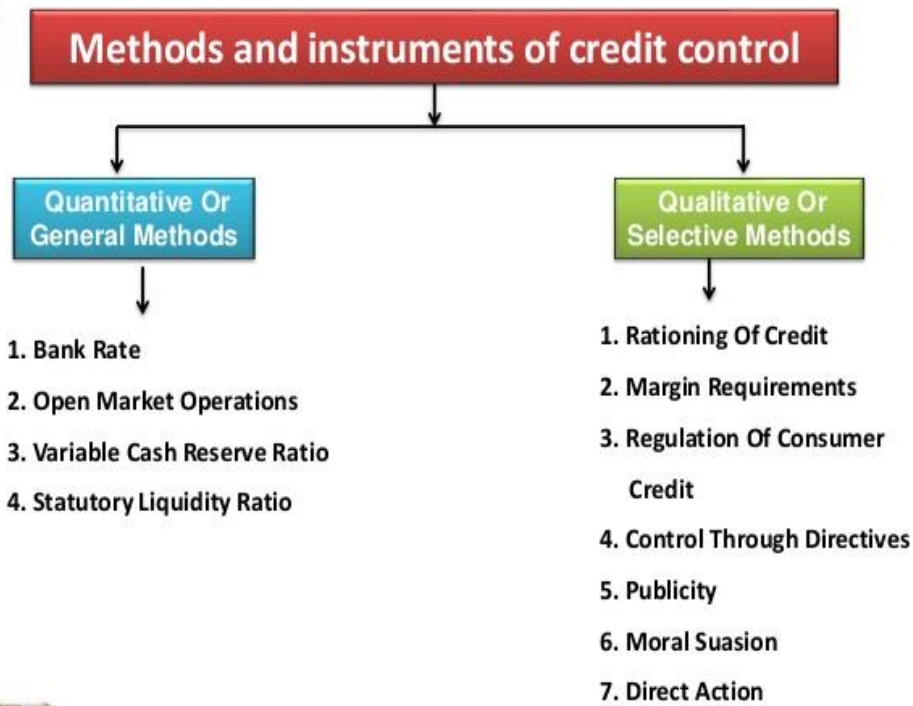 Methods and instruments of credit control
Quantitative Or
General Methods
1. Bank Rate
2. Open Market Operations
3. Variable Cash Reserve Ratio
4. Statutory Liquidity Ratio
Qualitative Or
Selective Methods
1. Rationing Of Credit
2. Margin Requirements
3. Regulation Of Consumer
Credit
4. Control Through Directives
5. Publicity
6. Moral Suasion
7. Direct Action